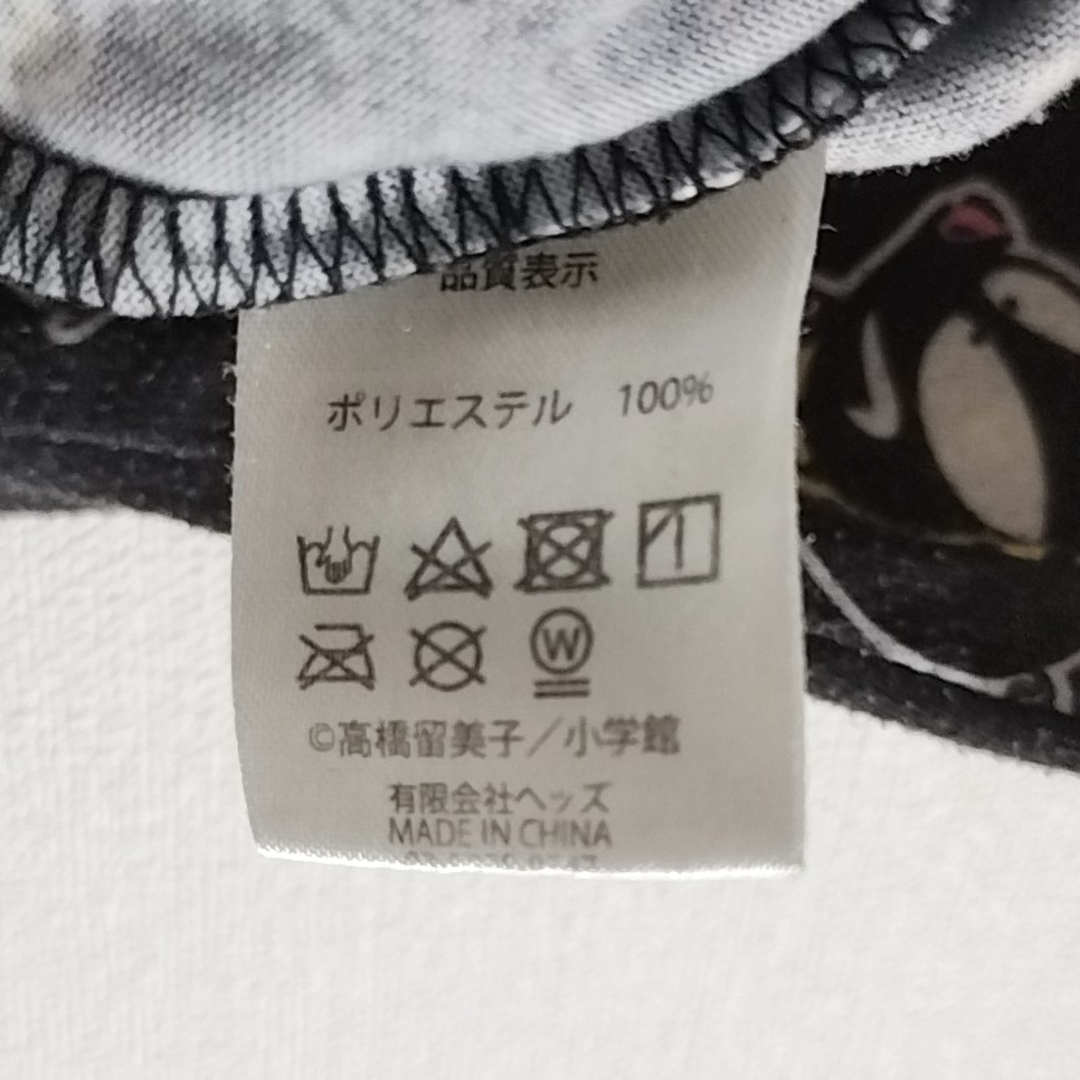 品質表示
ポリエステル 100%
W
©高橋留美子／小学館
有限会社ヘッズ
MADE IN CHINA